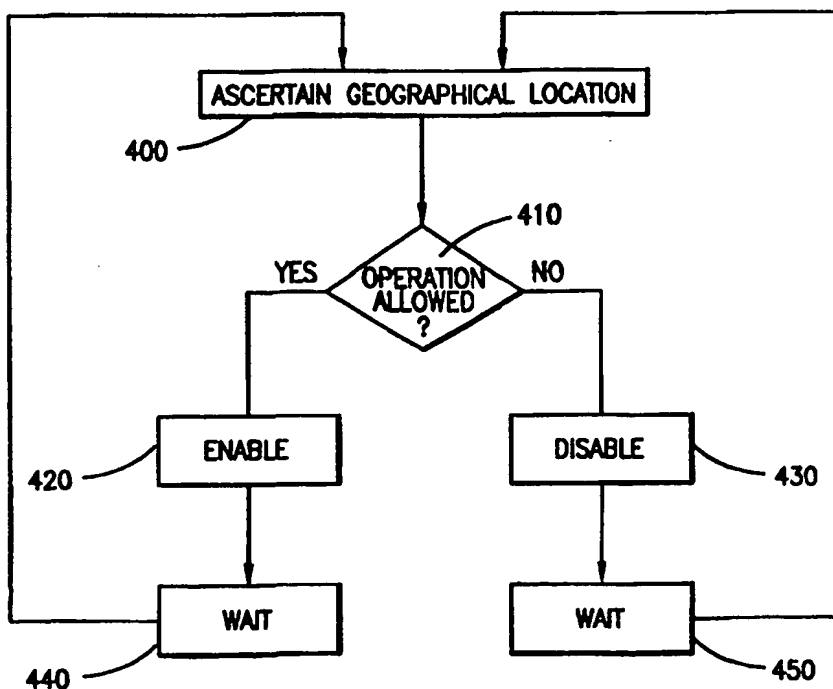 ASCERTAIN GEOGRAPHICAL LOCATION
400
410
YES
OPERATION
ALLOWED
?
NO
ENABLE
420
DISABLE
430
WAIT
440
WAIT
450